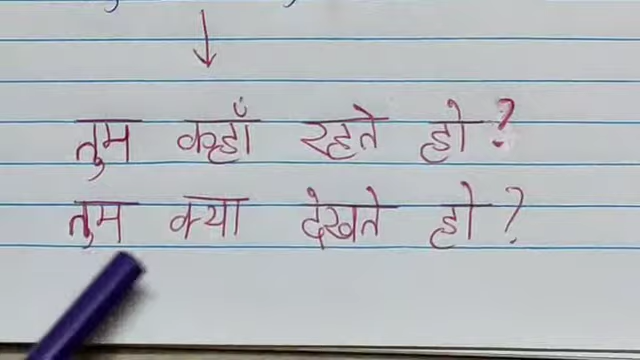 तुम कहाँ रहते हो?
तुम क्या देखते हो?